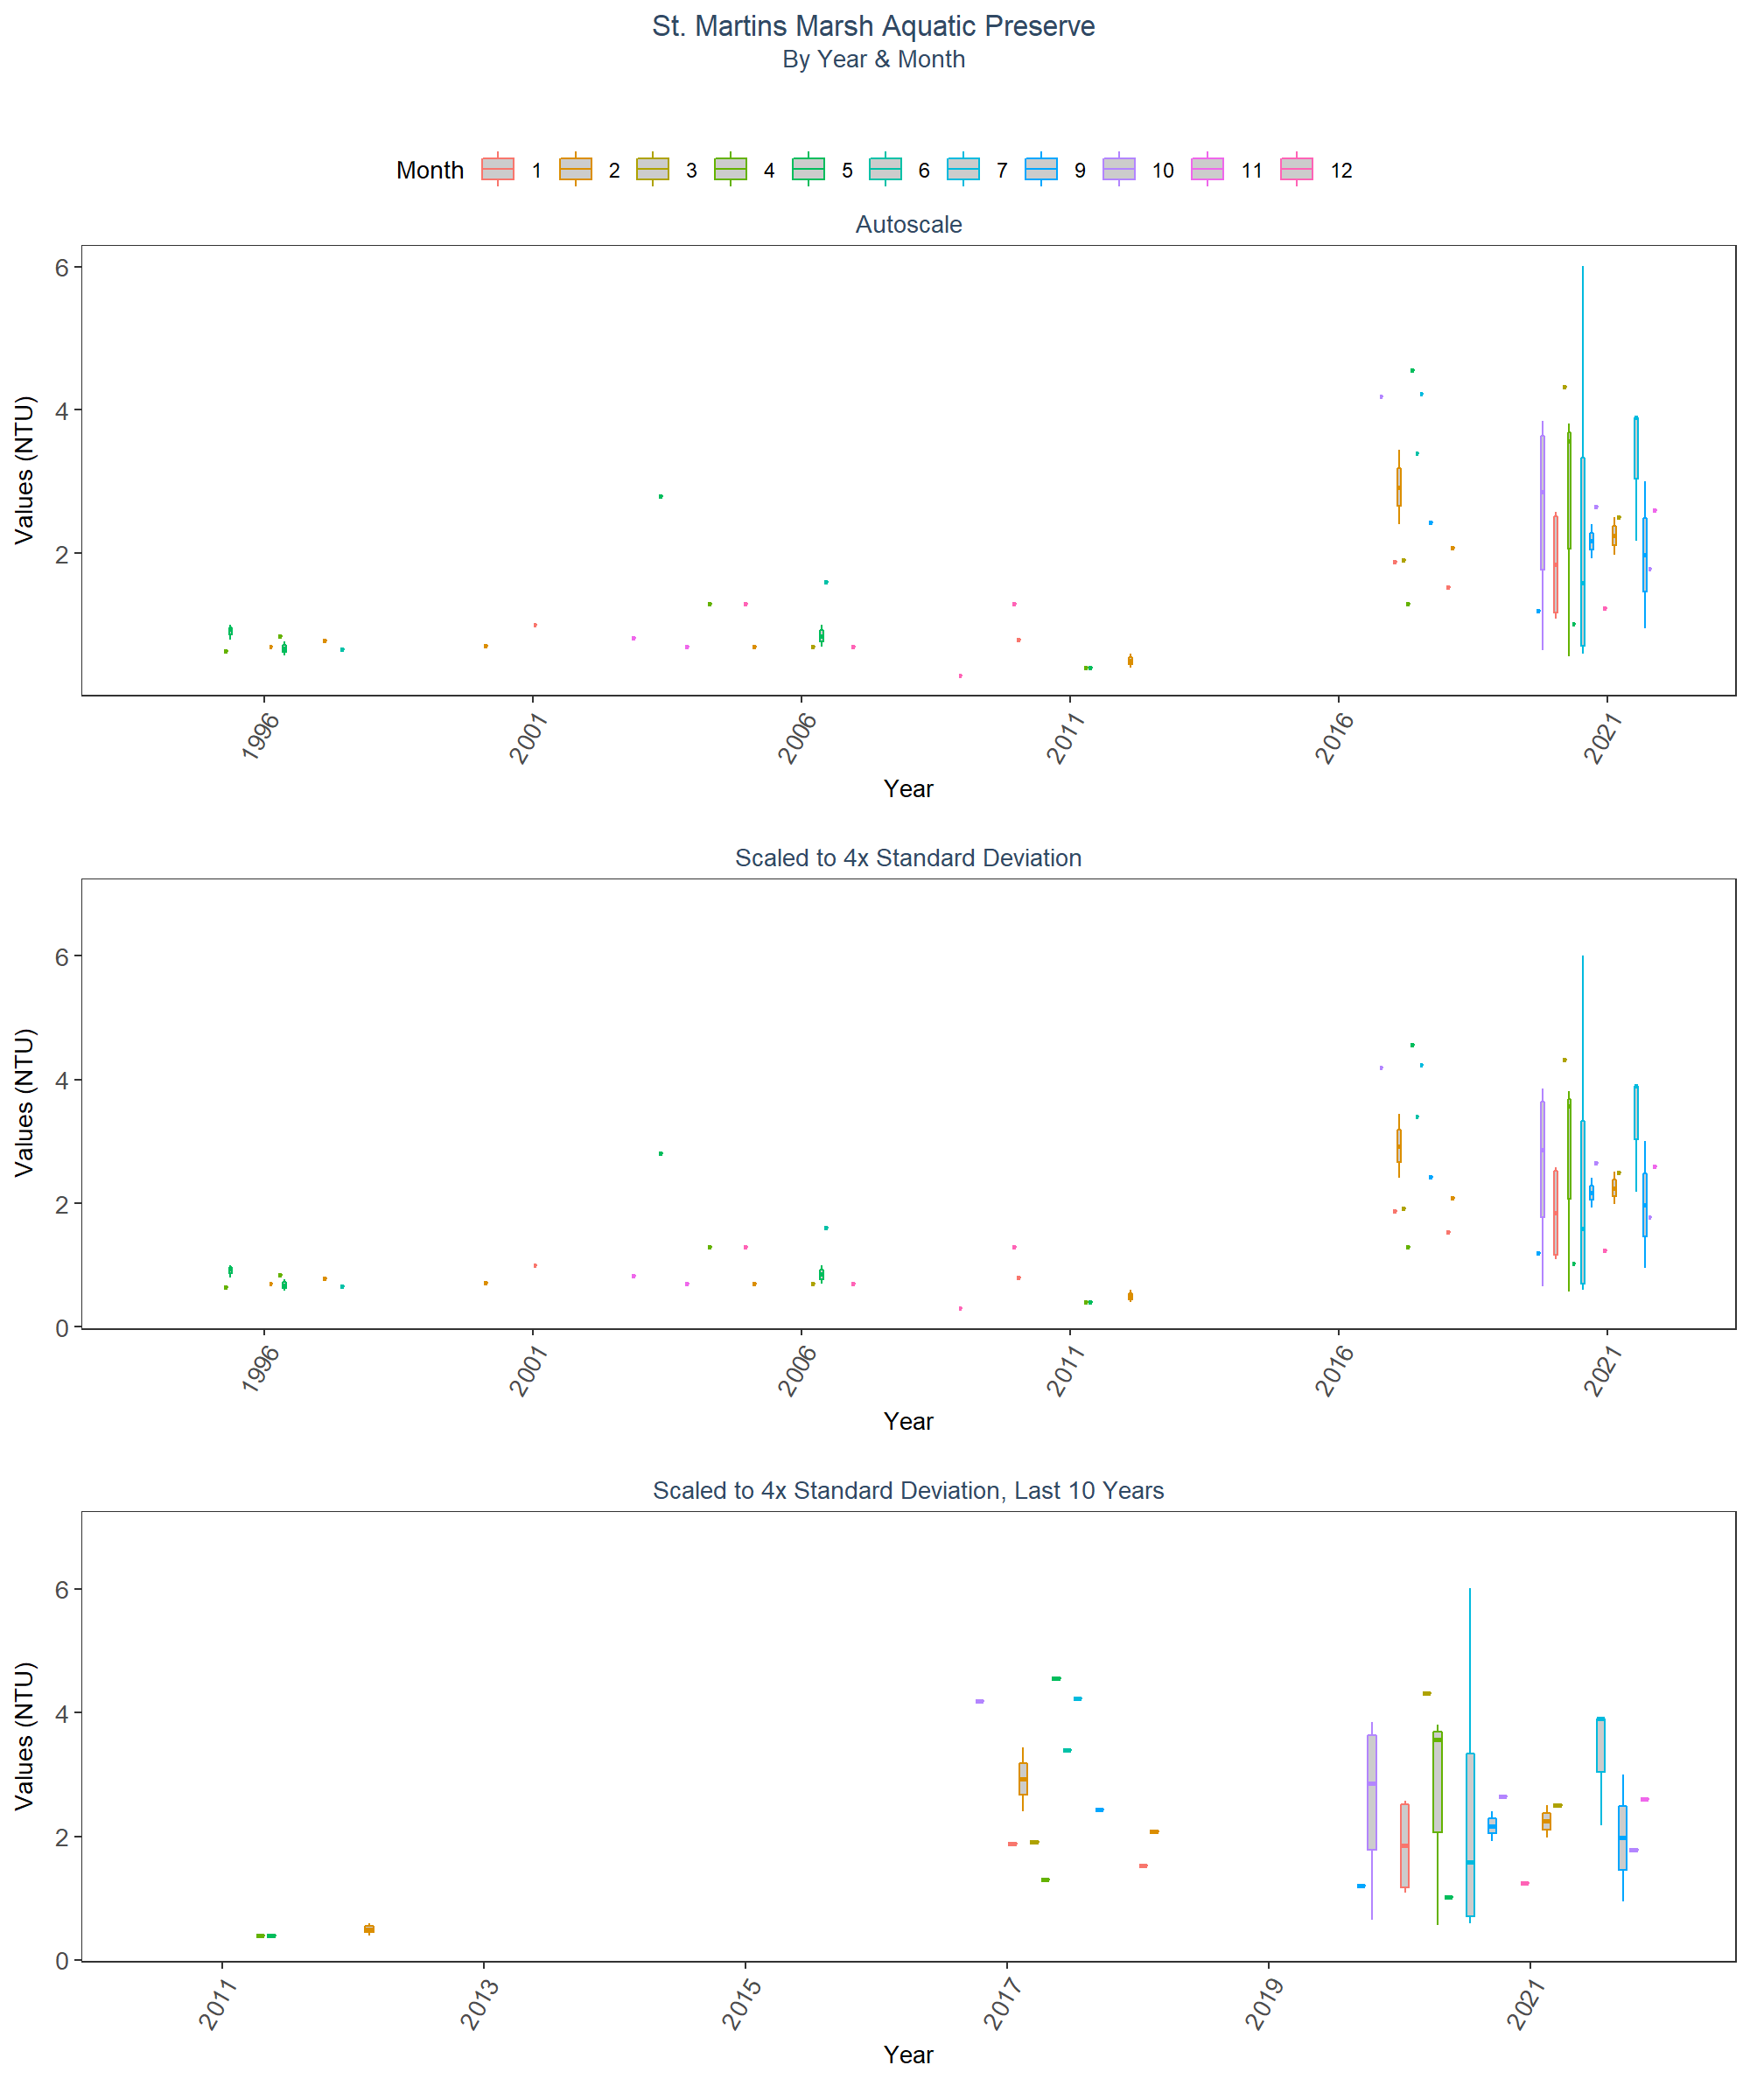 St. Martins Marsh Aquatic Preserve
By Year & Month
Month 1 2 3 4 5 6 7 9 10 11 12
Autoscale
Values (NTU)
6
4
2
1996 2001 2006 2011 2016 2021
Year
Scaled to 4x Standard Deviation
Values (NTU)
6
4
2
0
1996 2001 2006 2011 2016 2021
Year
Scaled to 4x Standard Deviation, Last 10 Years
Values (NTU)
6
4
2
0
2011 2013 2015 2017 2019 2021
Year